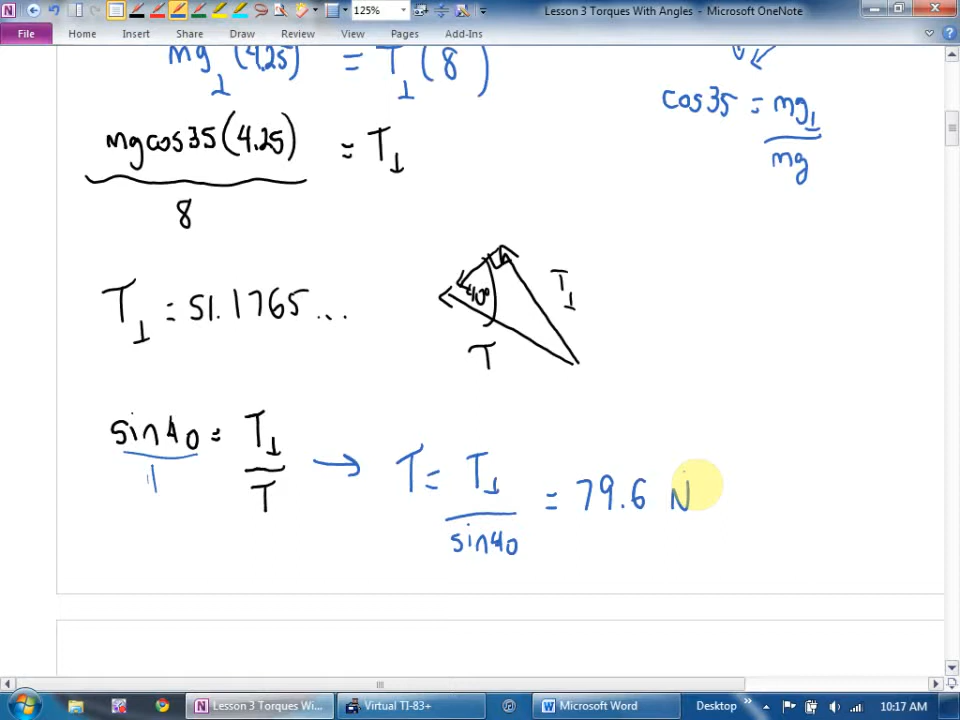 125%
Lesson 3 Torques With Angles - Microsoft OneNote
File Home Insert Share Draw Review View Pages Add-Ins
mg⊥ (4.25) = T⊥ (8)
cos35 = mg⊥
mg
mgcos35(4.25) = T⊥
8
T⊥ = 51.1765...
40°
T⊥
T
sin40 = T⊥
1
T
→ T = T⊥ = 79.6 N
sin40
Lesson 3 Torques Wi... Virtual TI-83+ Microsoft Word Desktop 10:17 AM